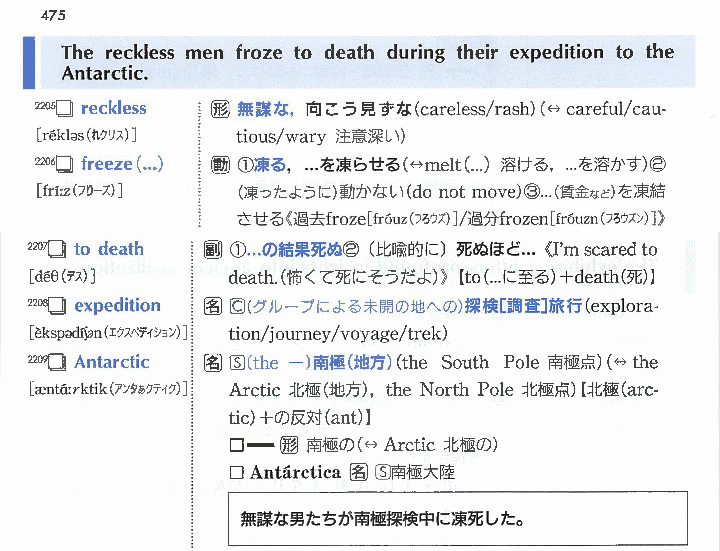 475
The reckless men froze to death during their expedition to the
Antarctic.
2205 □ reckless
[rékləs(れクリス)]
形 無謀な, 向こう見ずな(careless/rash)(↔ careful/cau-
tious/wary 注意深い)
2206 □ freeze(...)
[fríːz(フリーズ)]
動 ①凍る, ...を凍らせる(↔melt(...) 溶ける, ...を溶かす)②
(凍ったように)動かない(do not move)③...(賃金など)を凍結
させる《過去froze[fróuz(フろウズ)]/過分frozen[fróuzn(フろウズン)]》
2207 □ to death
[déθ(デス)]
副 ①...の結果死ぬ② (比喩的に) 死ぬほど... 《I'm scared to
death.(怖くて死にそうだよ)》【to(...に至る)+death(死)】
2208 □ expedition
[èkspədíʃən(エクスペディション)]
名 Ⓒ(グループによる未開の地への)探検[調査]旅行(explora-
tion/journey/voyage/trek)
2209 □ Antarctic
[æntáːrktik(アンタあクティク)]
名 Ⓢ(the ―)南極(地方)(the South Pole 南極点)(↔ the
Arctic 北極(地方), the North Pole 北極点)【北極(arc-
tic)+の反対(ant)】
□━ 形 南極の(↔ Arctic 北極の)
□ Antárctica 名 Ⓢ南極大陸
無謀な男たちが南極探検中に凍死した。